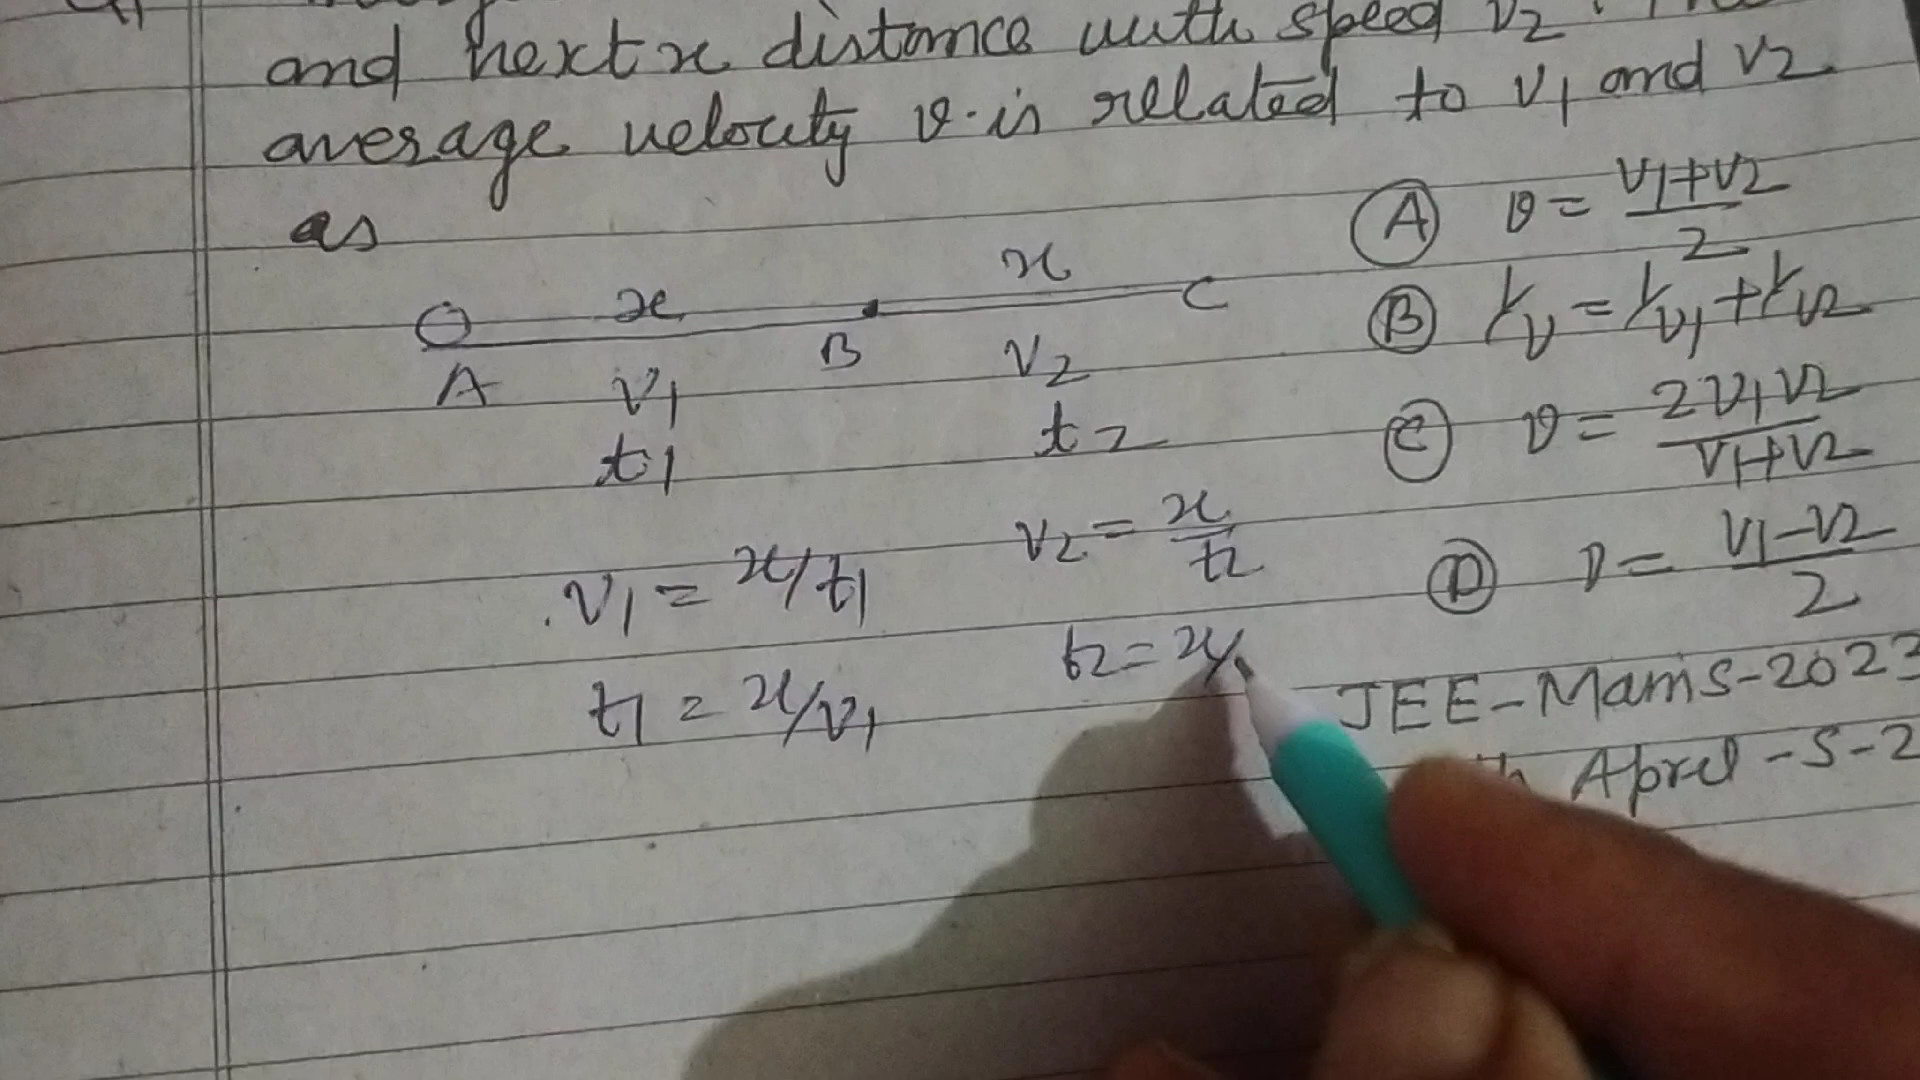 and next x distance with speed V2.
average velocity v is related to V1 and V2
as
A v = V1+V2/2
B 1/v = 1/V1 + 1/V2
C v = 2V1V2/V1+V2
D v = V1-V2/2
x x
A B C
V1 V2
t1 t2
V1 = x/t1 V2 = x/t2
t1 = x/V1 t2 = x/
JEE-Mains-2023
April-S-2